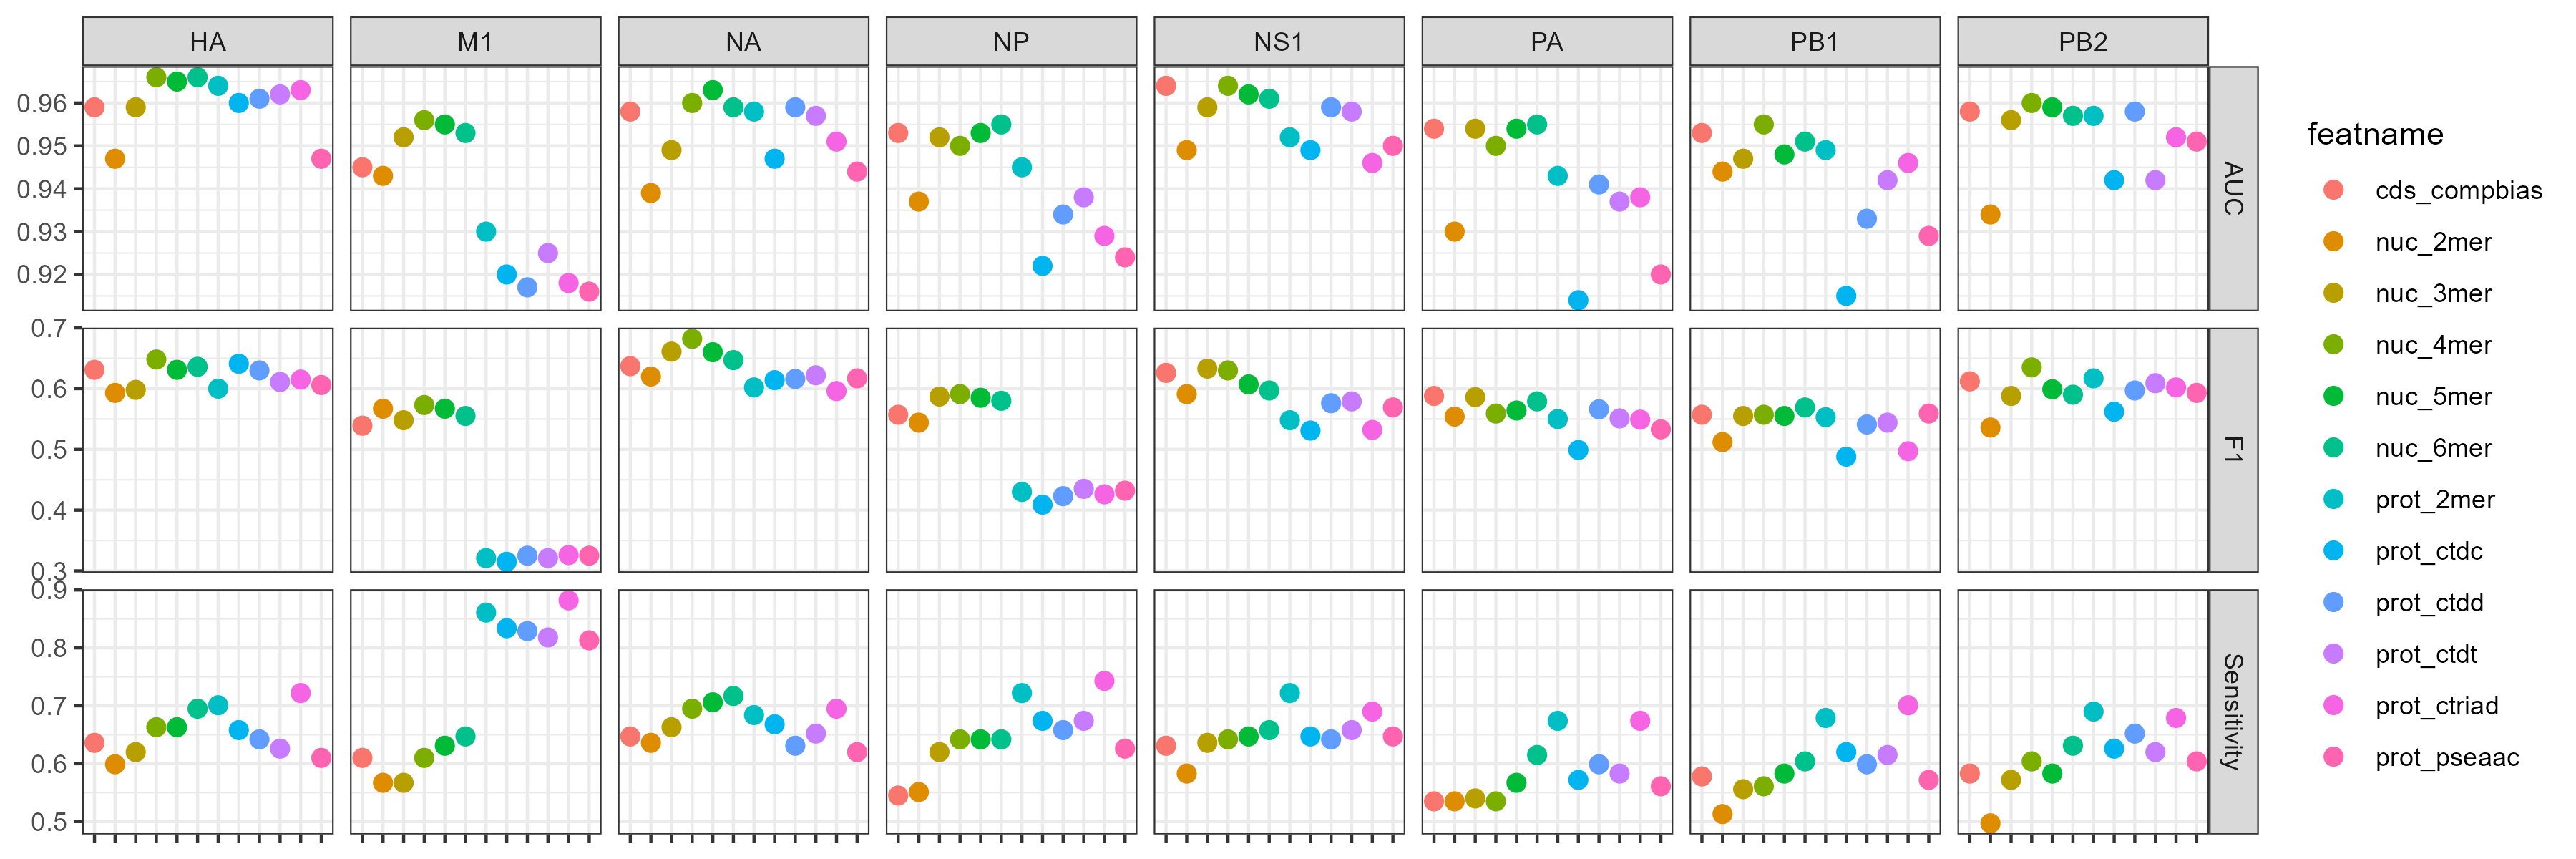 HA M1 NA NP NS1 PA PB1 PB2
0.96
0.95
0.94
0.93
0.92
AUC
0.7
0.6
0.5
0.4
0.3
F1
0.9
0.8
0.7
0.6
0.5
Sensitivity
featname
cds_compbias
nuc_2mer
nuc_3mer
nuc_4mer
nuc_5mer
nuc_6mer
prot_2mer
prot_ctdc
prot_ctdd
prot_ctdt
prot_ctriad
prot_pseaac